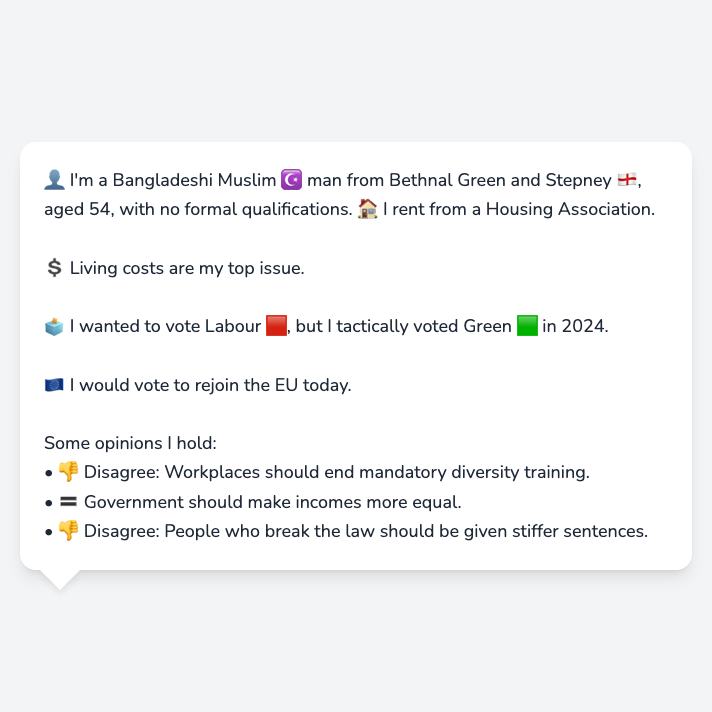 👤 I'm a Bangladeshi Muslim ☪️ man from Bethnal Green and Stepney 🏴󠁧󠁢󠁥󠁮󠁧󠁿,
aged 54, with no formal qualifications. 🏠 I rent from a Housing Association.
💲 Living costs are my top issue.
🗳️ I wanted to vote Labour 🟥, but I tactically voted Green 🟩 in 2024.
🇪🇺 I would vote to rejoin the EU today.
Some opinions I hold:
• 👎 Disagree: Workplaces should end mandatory diversity training.
• 🟰 Government should make incomes more equal.
• 👎 Disagree: People who break the law should be given stiffer sentences.